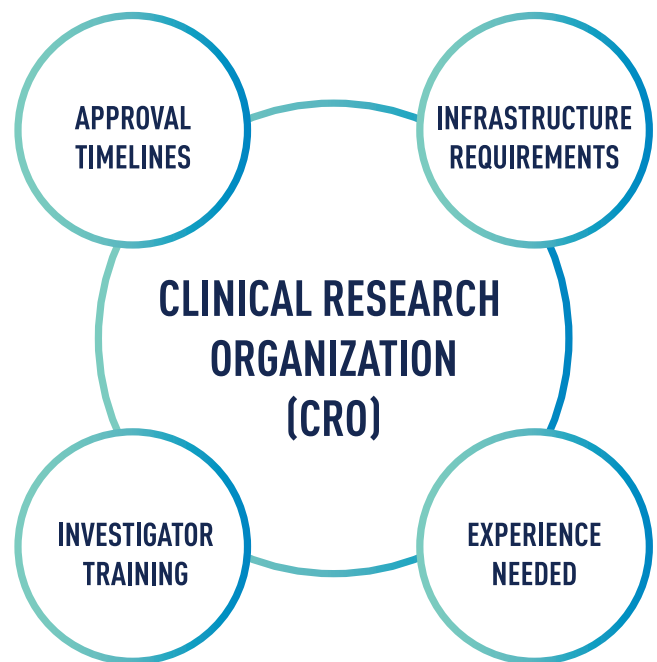 APPROVAL
TIMELINES
INFRASTRUCTURE
REQUIREMENTS
CLINICAL RESEARCH
ORGANIZATION
(CRO)
INVESTIGATOR
TRAINING
EXPERIENCE
NEEDED